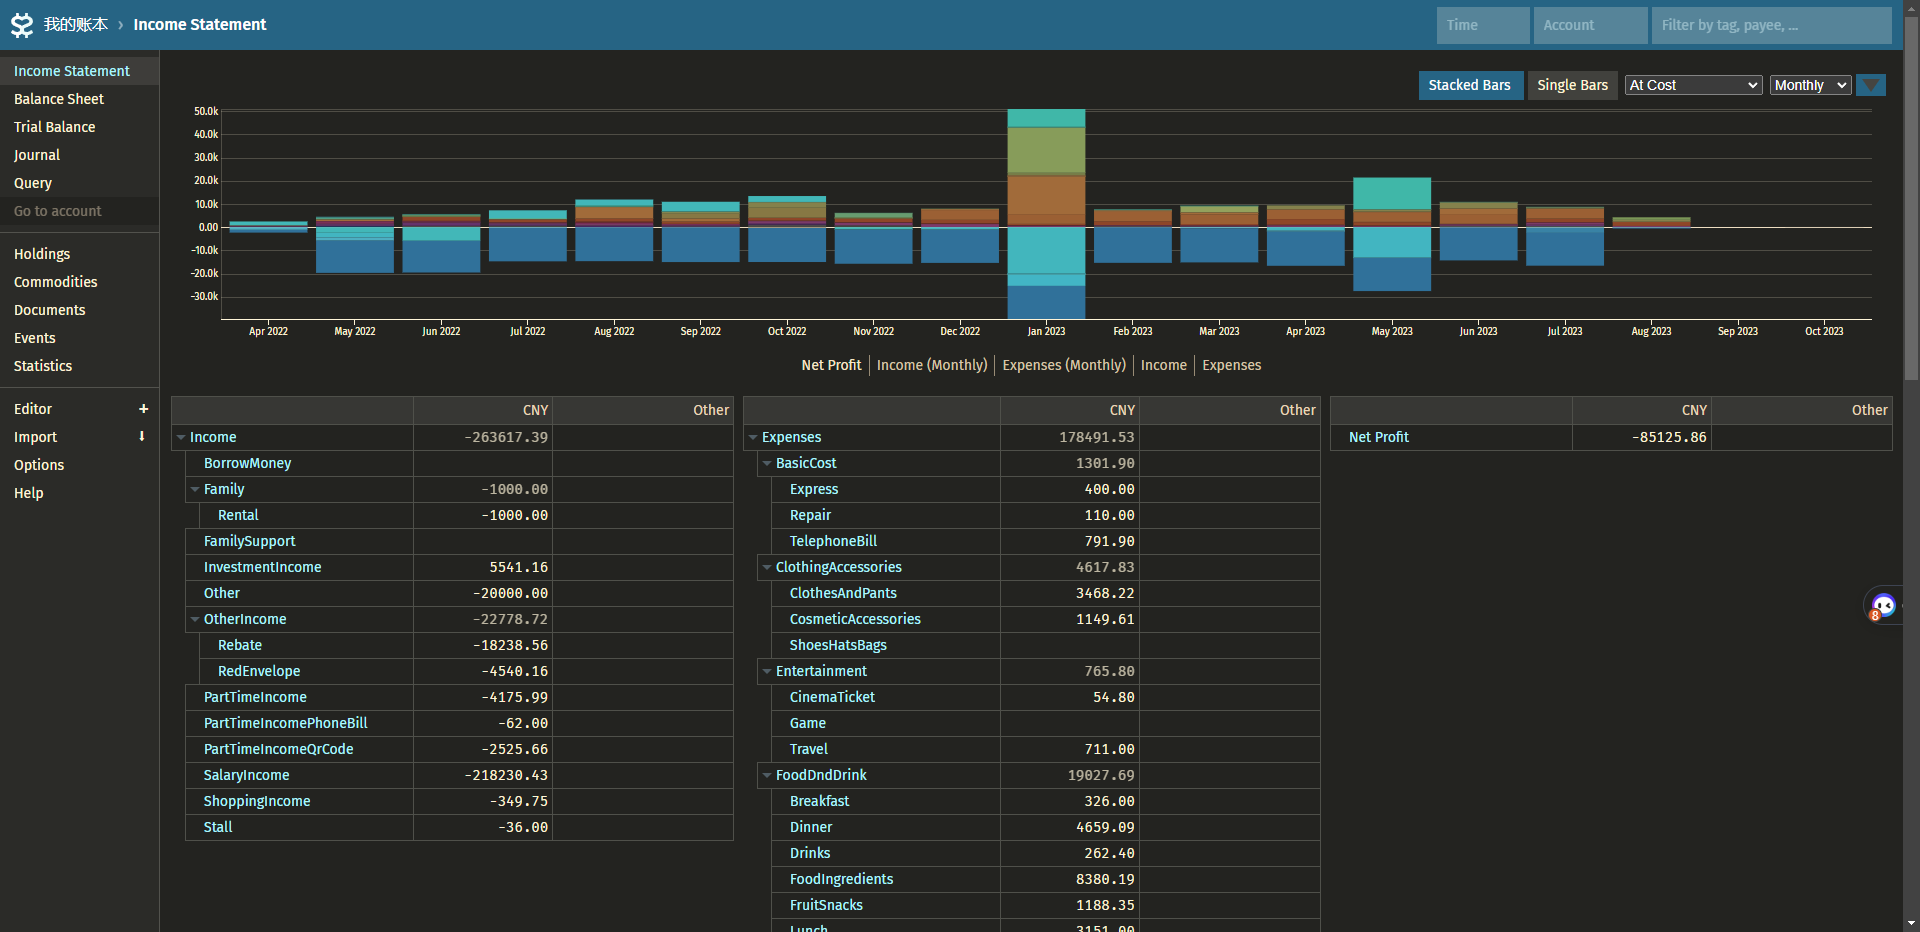 我的账本 › Income Statement
Time
Account
Filter by tag, payee, ...
Income Statement
Balance Sheet
Trial Balance
Journal
Query
Go to account
Holdings
Commodities
Documents
Events
Statistics
Editor +
Import
Options
Help
Stacked Bars
Single Bars
At Cost
Monthly
50.0k
40.0k
30.0k
20.0k
10.0k
0.00
-10.0k
-20.0k
-30.0k
Apr 2022 May 2022 Jun 2022 Jul 2022 Aug 2022 Sep 2022 Oct 2022 Nov 2022 Dec 2022 Jan 2023 Feb 2023 Mar 2023 Apr 2023 May 2023 Jun 2023 Jul 2023 Aug 2023 Sep 2023 Oct 2023
Net Profit Income (Monthly) Expenses (Monthly) Income Expenses
CNY Other
Income -263617.39
BorrowMoney
Family -1000.00
Rental -1000.00
FamilySupport
InvestmentIncome 5541.16
Other -20000.00
OtherIncome -22778.72
Rebate -18238.56
RedEnvelope -4540.16
PartTimeIncome -4175.99
PartTimeIncomePhoneBill -62.00
PartTimeIncomeQrCode -2525.66
SalaryIncome -218230.43
ShoppingIncome -349.75
Stall -36.00
CNY Other
Expenses 178491.53
BasicCost 1301.90
Express 400.00
Repair 110.00
TelephoneBill 791.90
ClothingAccessories 4617.83
ClothesAndPants 3468.22
CosmeticAccessories 1149.61
ShoesHatsBags
Entertainment 765.80
CinemaTicket 54.80
Game
Travel 711.00
FoodDndDrink 19027.69
Breakfast 326.00
Dinner 4659.09
Drinks 262.40
FoodIngredients 8380.19
FruitSnacks 1188.35
Lunch 3151.00
CNY Other
Net Profit -85125.86
8